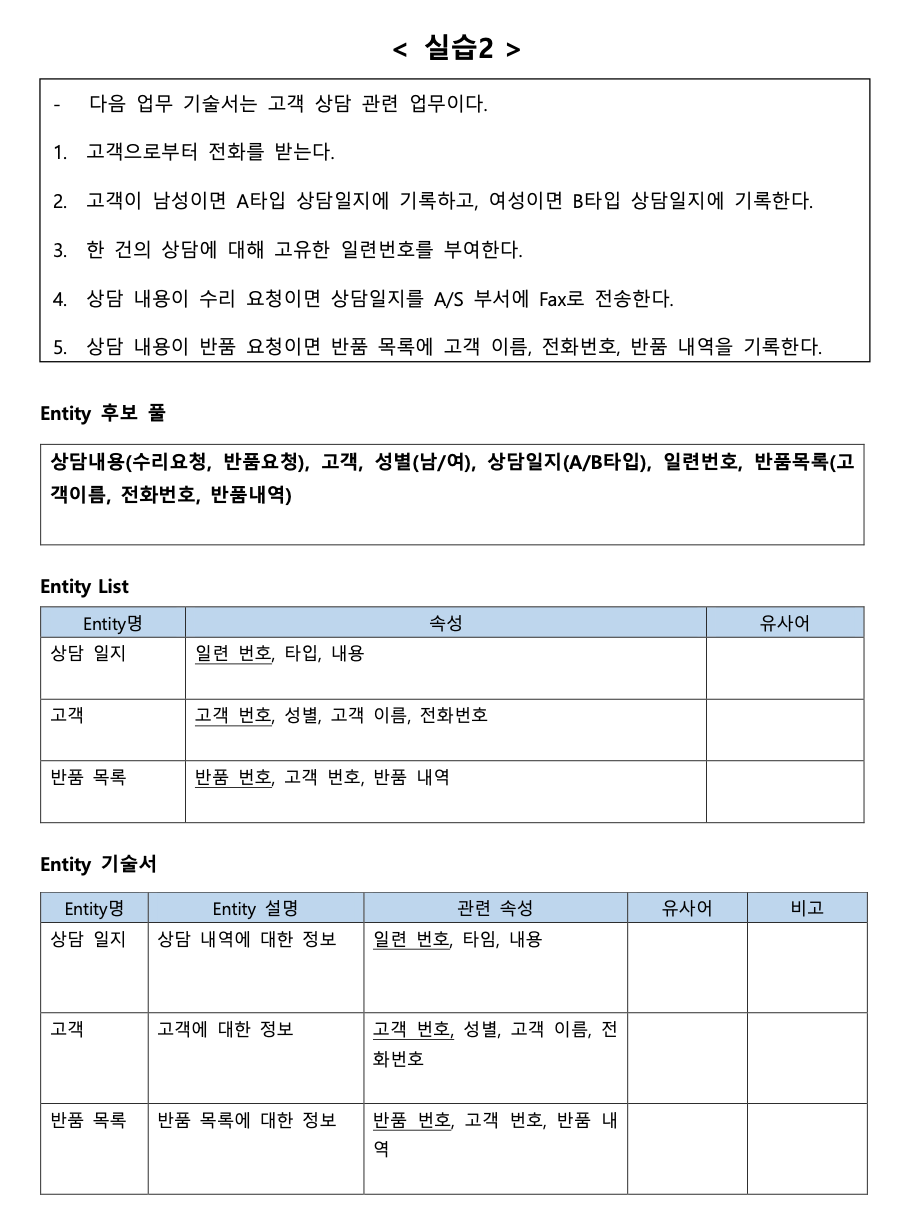 < 실습2 >
- 다음 업무 기술서는 고객 상담 관련 업무이다.
1. 고객으로부터 전화를 받는다.
2. 고객이 남성이면 A타입 상담일지에 기록하고, 여성이면 B타입 상담일지에 기록한다.
3. 한 건의 상담에 대해 고유한 일련번호를 부여한다.
4. 상담 내용이 수리 요청이면 상담일지를 A/S 부서에 Fax로 전송한다.
5. 상담 내용이 반품 요청이면 반품 목록에 고객 이름, 전화번호, 반품 내역을 기록한다.
Entity 후보 풀
상담내용(수리요청, 반품요청), 고객, 성별(남/여), 상담일지(A/B타입), 일련번호, 반품목록(고
객이름, 전화번호, 반품내역)
Entity List
Entity명 속성 유사어
상담 일지 일련 번호, 타입, 내용
고객 고객 번호, 성별, 고객 이름, 전화번호
반품 목록 반품 번호, 고객 번호, 반품 내역
Entity 기술서
Entity명 Entity 설명 관련 속성 유사어 비고
상담 일지 상담 내역에 대한 정보 일련 번호, 타임, 내용
고객 고객에 대한 정보 고객 번호, 성별, 고객 이름, 전
화번호
반품 목록 반품 목록에 대한 정보 반품 번호, 고객 번호, 반품 내
역